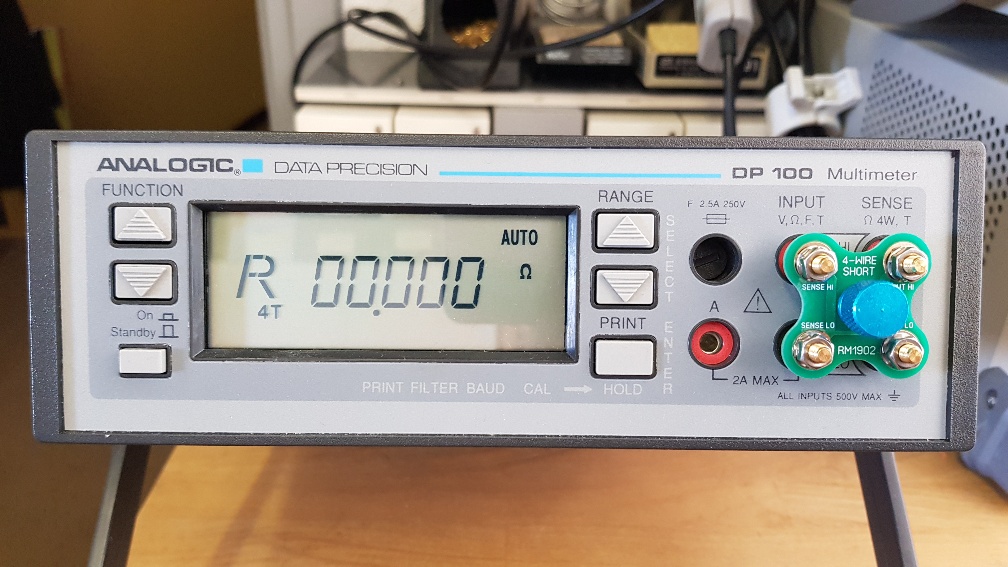 ANALOGIC® DATA PRECISION
DP 100 Multimeter
FUNCTION
On
Standby
AUTO
R 00.000 Ω
4T
RANGE
SELECT
PRINT
ENTER
PRINT FILTER BAUD CAL → HOLD
F 2.5A 250V
INPUT
V,Ω,F,T
SENSE
Ω 4W, T
A
2A MAX
ALL INPUTS 500V MAX
4-WIRE
SHORT
SENSE HI
HI
SENSE LO
LO
RM1902